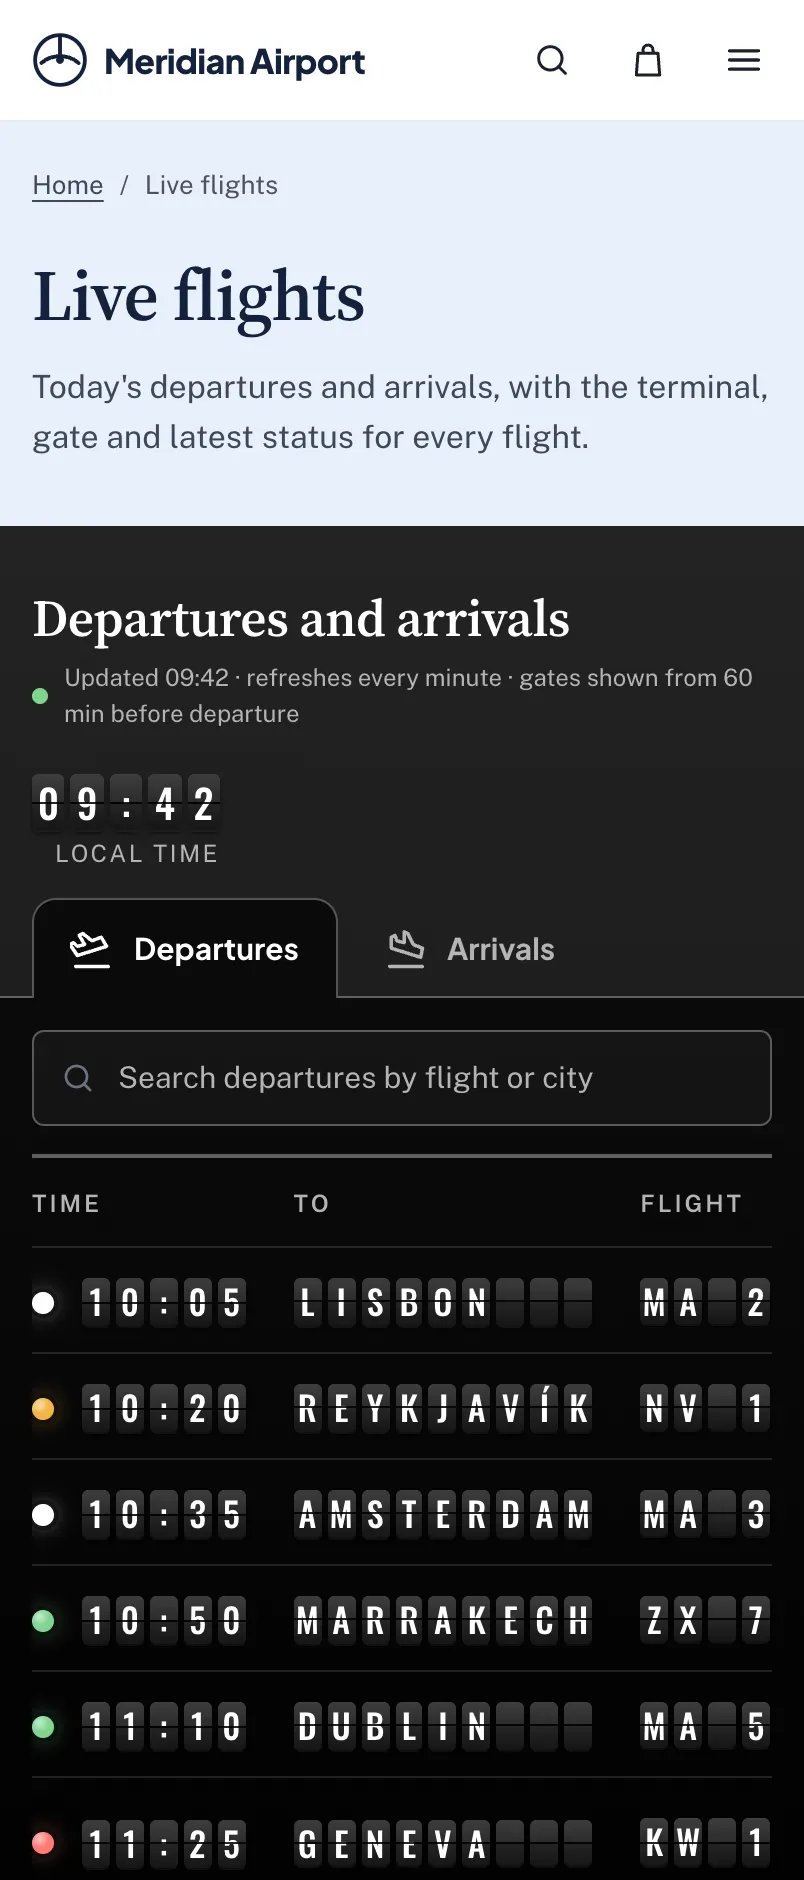 Meridian Airport
Home / Live flights
Live flights
Today's departures and arrivals, with the terminal,
gate and latest status for every flight.
Departures and arrivals
Updated 09:42 · refreshes every minute · gates shown from 60
min before departure
09:42
LOCAL TIME
Departures Arrivals
Search departures by flight or city
TIME TO FLIGHT
10:05 LISBON MA 2
10:20 REYKJAVÍK NV 1
10:35 AMSTERDAM MA 3
10:50 MARRAKECH ZX 7
11:10 DUBLIN MA 5
11:25 GENEVA KW 1